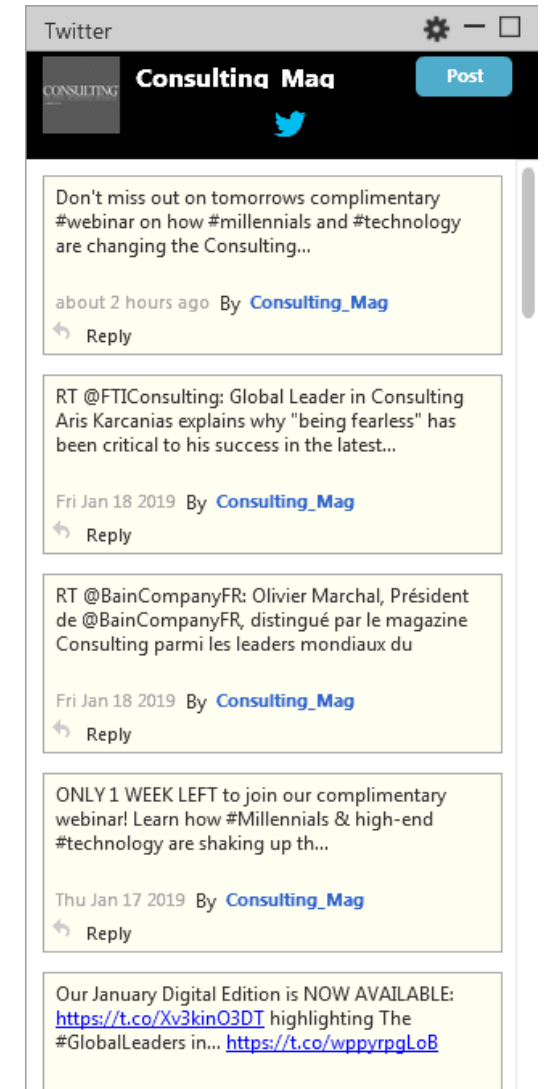 Twitter
CONSULTING
Consulting Mag
Post
Don't miss out on tomorrows complimentary
#webinar on how #millennials and #technology
are changing the Consulting...
about 2 hours ago By Consulting_Mag
Reply
RT @FTIConsulting: Global Leader in Consulting
Aris Karcanias explains why "being fearless" has
been critical to his success in the latest...
Fri Jan 18 2019 By Consulting_Mag
Reply
RT @BainCompanyFR: Olivier Marchal, Président
de @BainCompanyFR, distingué par le magazine
Consulting parmi les leaders mondiaux du
Fri Jan 18 2019 By Consulting_Mag
Reply
ONLY 1 WEEK LEFT to join our complimentary
webinar! Learn how #Millennials & high-end
#technology are shaking up th...
Thu Jan 17 2019 By Consulting_Mag
Reply
Our January Digital Edition is NOW AVAILABLE:
https://t.co/Xv3kinO3DT highlighting The
#GlobalLeaders in... https://t.co/wppyrpgLoB